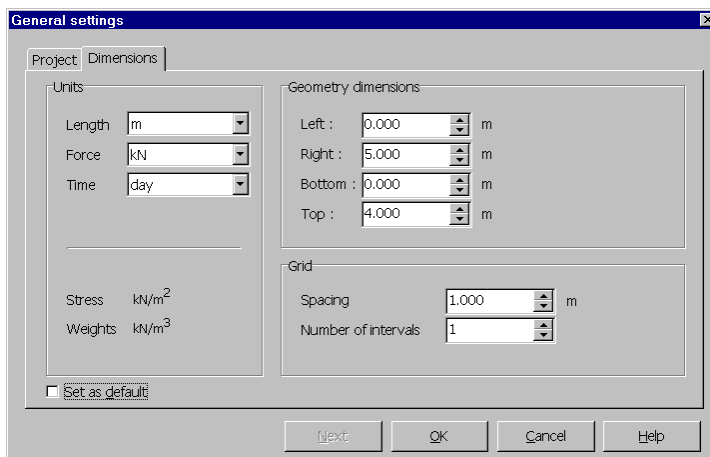 General settings
Project Dimensions
Units
Length m
Force kN
Time day
Stress kN/m²
Weights kN/m³
Geometry dimensions
Left : 0.000 m
Right : 5.000 m
Bottom : 0.000 m
Top : 4.000 m
Grid
Spacing 1.000 m
Number of intervals 1
Set as default
Next OK Cancel Help